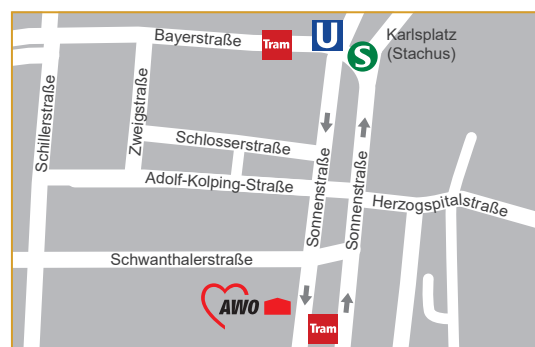 Bayerstraße
Tram
U
S
Karlsplatz
(Stachus)
Schillerstraße
Zweigstraße
Schlosserstraße
Adolf-Kolping-Straße
Sonnenstraße
Sonnenstraße
Herzogspitalstraße
Schwanthalerstraße
AWO
Tram